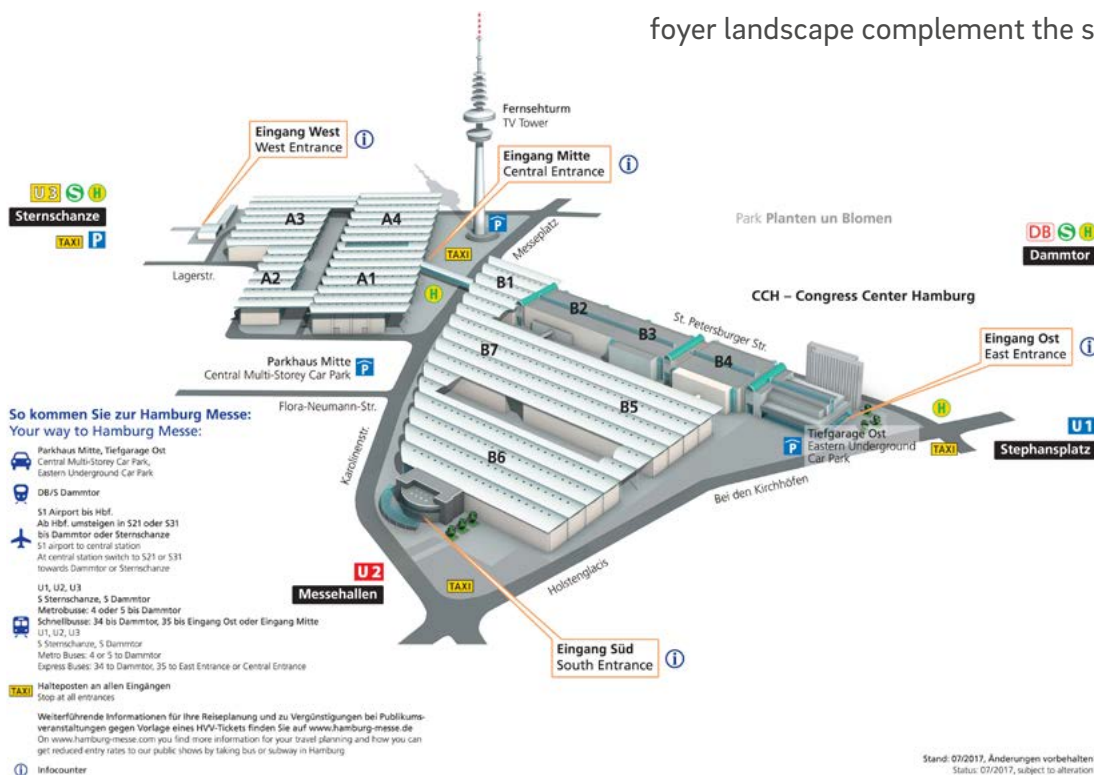 foyer landscape complement the s
Fernsehturm
TV Tower
Eingang West
West Entrance
i
Eingang Mitte
Central Entrance
i
U3 S H
Sternschanze
TAXI P
A3
A4
A2
A1
Lagerstr.
P
TAXI
Messeplatz
H
Park Planten un Blomen
DB S H
Dammtor
CCH – Congress Center Hamburg
B1
B2
B3
B4
St. Petersburger Str.
B7
B5
B6
Eingang Ost
East Entrance
i
Parkhaus Mitte
Central Multi-Storey Car Park
P
Flora-Neumann-Str.
Karolinenstr.
H
U1
Stephansplatz
TAXI
P
Tiefgarage Ost
Eastern Underground
Car Park
Bei den Kirchhöfen
Holstenglacis
U2
Messehallen
TAXI
Eingang Süd
South Entrance
i
So kommen Sie zur Hamburg Messe:
Your way to Hamburg Messe:
Parkhaus Mitte, Tiefgarage Ost
Central Multi-Storey Car Park,
Eastern Underground Car Park
DB/S Dammtor
S1 Airport bis Hbf.
Ab Hbf. umsteigen in S21 oder S31
bis Dammtor oder Sternschanze
S1 airport to central station
At central station switch to S21 or S31
towards Dammtor or Sternschanze
U1, U2, U3
S Sternschanze, S Dammtor
Metrobusse: 4 oder 5 bis Dammtor
Schnellbusse: 34 bis Dammtor, 35 bis Eingang Ost oder Eingang Mitte
U1, U2, U3
S Sternschanze, S Dammtor
Metro Buses: 4 or 5 to Dammtor
Express Buses: 34 to Dammtor, 35 to East Entrance or Central Entrance
TAXI Halteposten an allen Eingängen
Stop at all entrances
Weiterführende Informationen für Ihre Reiseplanung und zu Vergünstigungen bei Publikums-
veranstaltungen gegen Vorlage eines HVV-Tickets finden Sie auf www.hamburg-messe.de
On www.hamburg-messe.com you find more information for your travel planning and how you can
get reduced entry rates to our public shows by taking bus or subway in Hamburg
i Infocounter
Stand: 07/2017, Änderungen vorbehalten
Status: 07/2017, subject to alteration